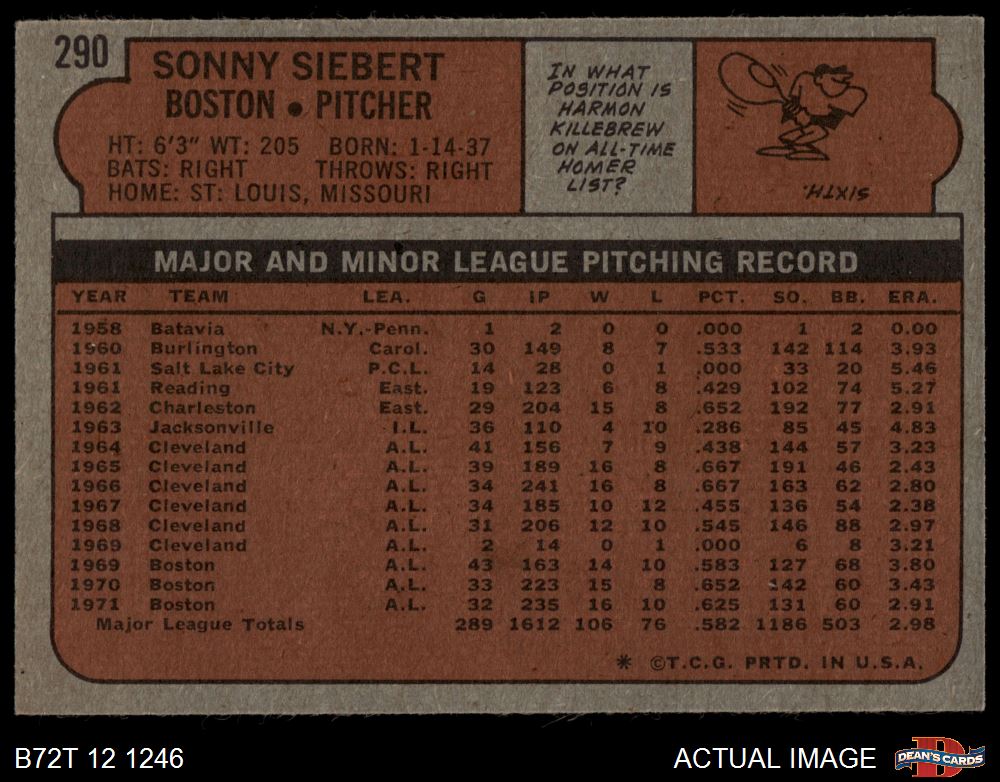 290
SONNY SIEBERT
BOSTON • PITCHER
HT: 6'3" WT: 205 BORN: 1-14-37
BATS: RIGHT THROWS: RIGHT
HOME: ST: LOUIS, MISSOURI
IN WHAT
POSITION IS
HARMON
KILLEBREW
ON ALL-TIME
HOMER
LIST?
SIXTH.
MAJOR AND MINOR LEAGUE PITCHING RECORD
YEAR TEAM LEA. G IP W L PCT. SO. BB. ERA.
1958 Batavia N.Y.-Penn. 1 2 0 0 .000 1 2 0.00
1960 Burlington Carol. 30 149 8 7 .533 142 114 3.93
1961 Salt Lake City P.C.L. 14 28 0 1 .000 33 20 5.46
1961 Reading East. 19 123 6 8 .429 102 74 5.27
1962 Charleston East. 29 204 15 8 .652 192 77 2.91
1963 Jacksonville I.L. 36 110 4 10 .286 85 45 4.83
1964 Cleveland A.L. 41 156 7 9 .438 144 57 3.23
1965 Cleveland A.L. 39 189 16 8 .667 191 46 2.43
1966 Cleveland A.L. 34 241 16 8 .667 163 62 2.80
1967 Cleveland A.L. 34 185 10 12 .455 136 54 2.38
1968 Cleveland A.L. 31 206 12 10 .545 146 88 2.97
1969 Cleveland A.L. 2 14 0 1 .000 6 8 3.21
1969 Boston A.L. 43 163 14 10 .583 127 68 3.80
1970 Boston A.L. 33 223 15 8 .652 142 60 3.43
1971 Boston A.L. 32 235 16 10 .625 131 60 2.91
Major League Totals 289 1612 106 76 .582 1186 503 2.98
* ©T.C.G. PRTD. IN U.S.A.
B72T 12 1246 ACTUAL IMAGE
D
DEAN'S CARDS